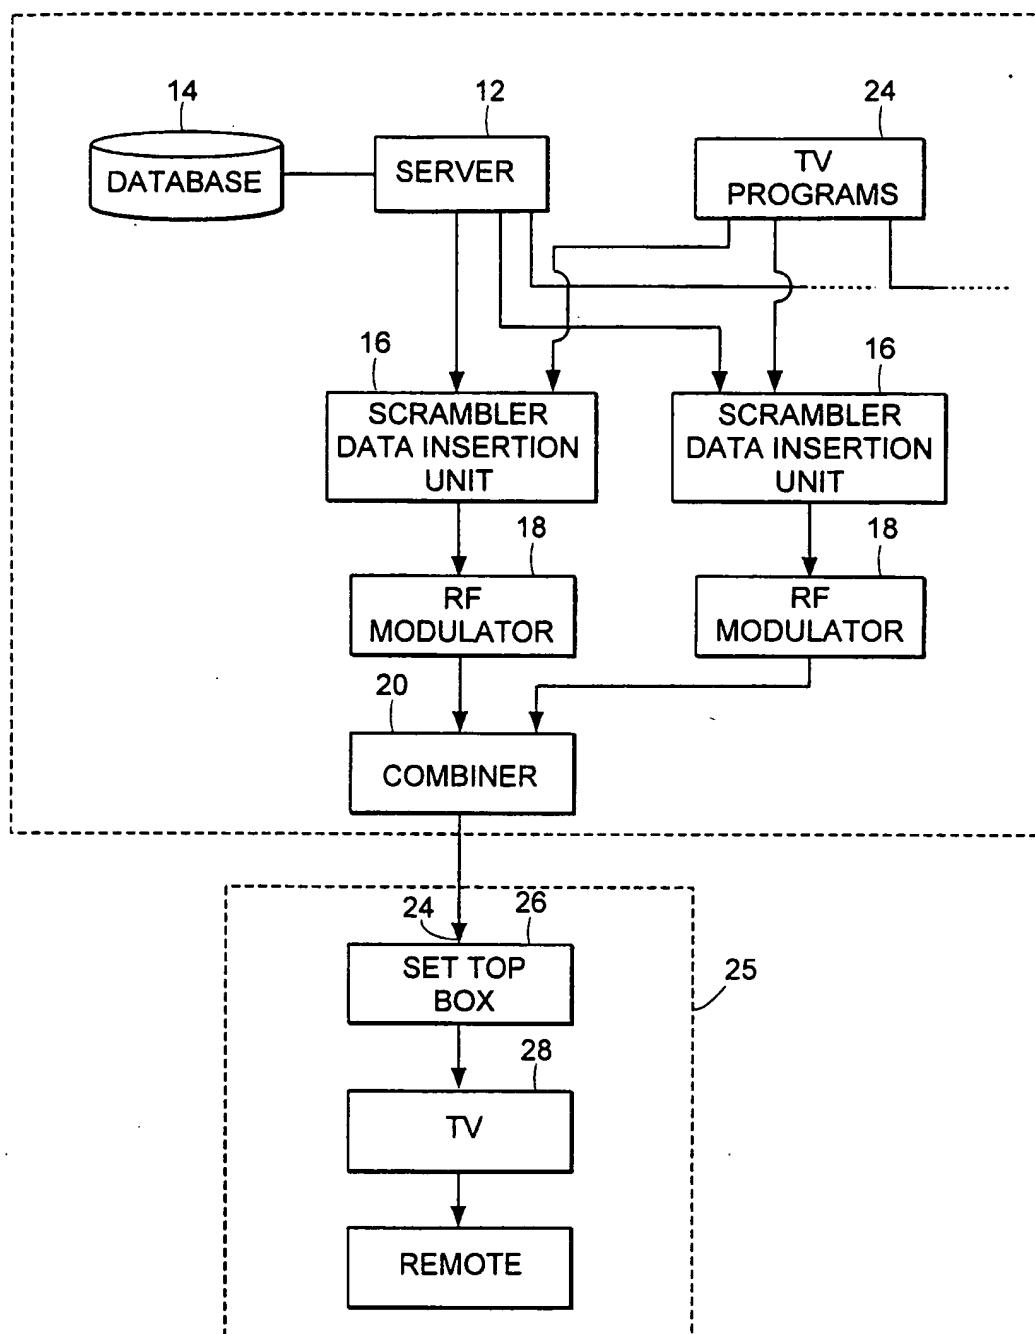 14
12
24
DATABASE
SERVER
TV
PROGRAMS
16
16
SCRAMBLER
DATA INSERTION
UNIT
SCRAMBLER
DATA INSERTION
UNIT
18
18
RF
MODULATOR
RF
MODULATOR
20
COMBINER
24
26
SET TOP
BOX
25
28
TV
REMOTE